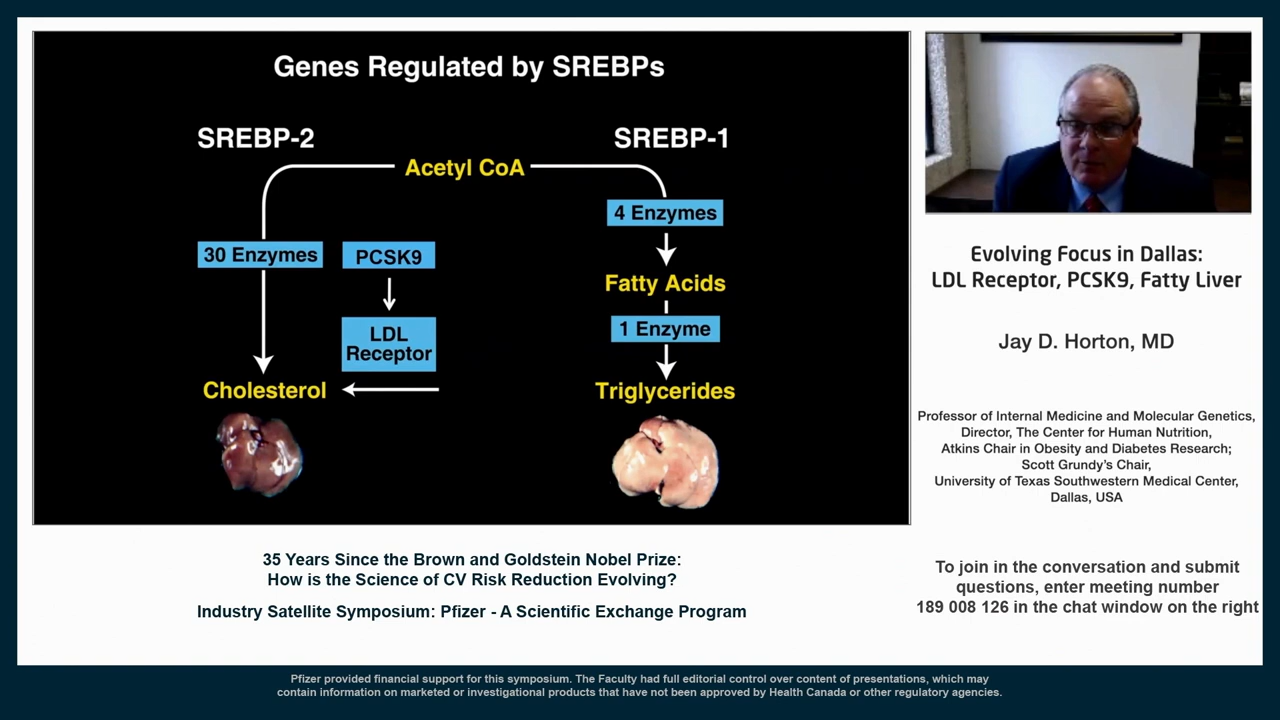 Genes Regulated by SREBPs
SREBP-2
SREBP-1
Acetyl CoA
4 Enzymes
30 Enzymes
PCSK9
Fatty Acids
LDL
Receptor
1 Enzyme
Cholesterol
Triglycerides
Evolving Focus in Dallas:
LDL Receptor, PCSK9, Fatty Liver
Jay D. Horton, MD
Professor of Internal Medicine and Molecular Genetics,
Director, The Center for Human Nutrition,
Atkins Chair in Obesity and Diabetes Research;
Scott Grundy's Chair,
University of Texas Southwestern Medical Center,
Dallas, USA
35 Years Since the Brown and Goldstein Nobel Prize:
How is the Science of CV Risk Reduction Evolving?
Industry Satellite Symposium: Pfizer - A Scientific Exchange Program
To join in the conversation and submit
questions, enter meeting number
189 008 126 in the chat window on the right
Pfizer provided financial support for this symposium. The Faculty had full editorial control over content of presentations, which may
contain information on marketed or investigational products that have not been approved by Health Canada or other regulatory agencies.